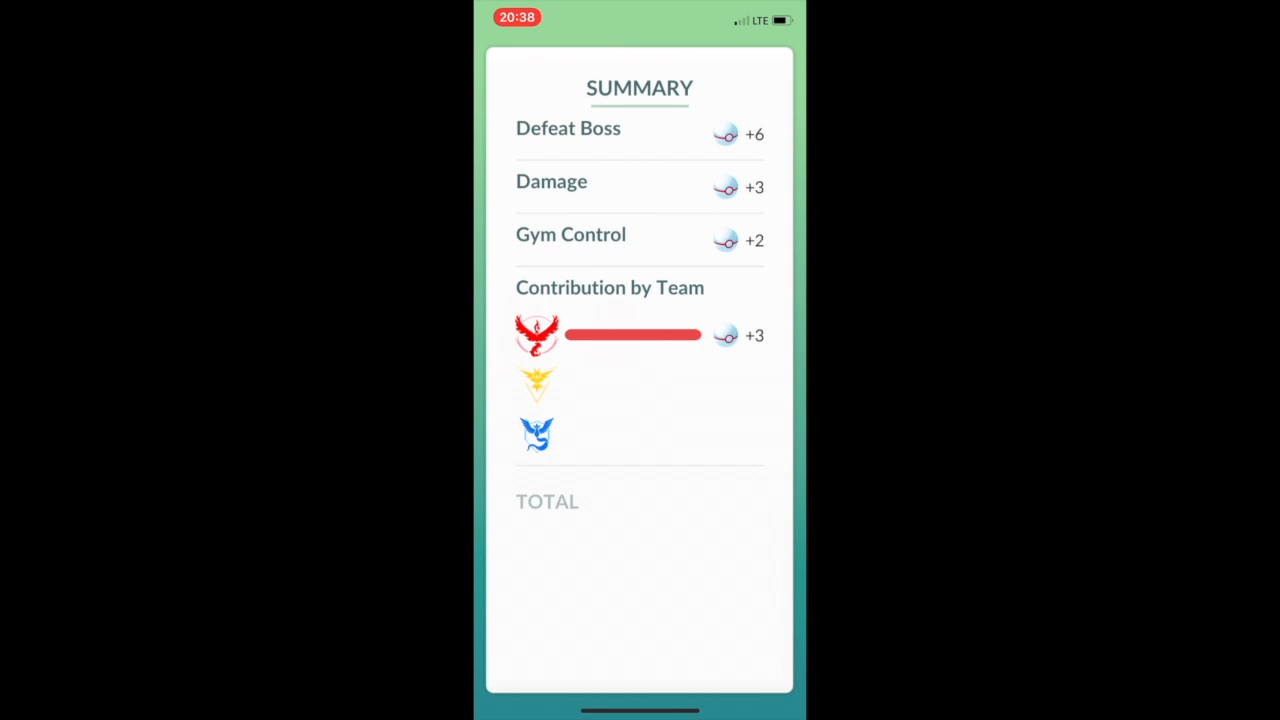 20:38
LTE
SUMMARY
Defeat Boss +6
Damage +3
Gym Control +2
Contribution by Team
+3
TOTAL